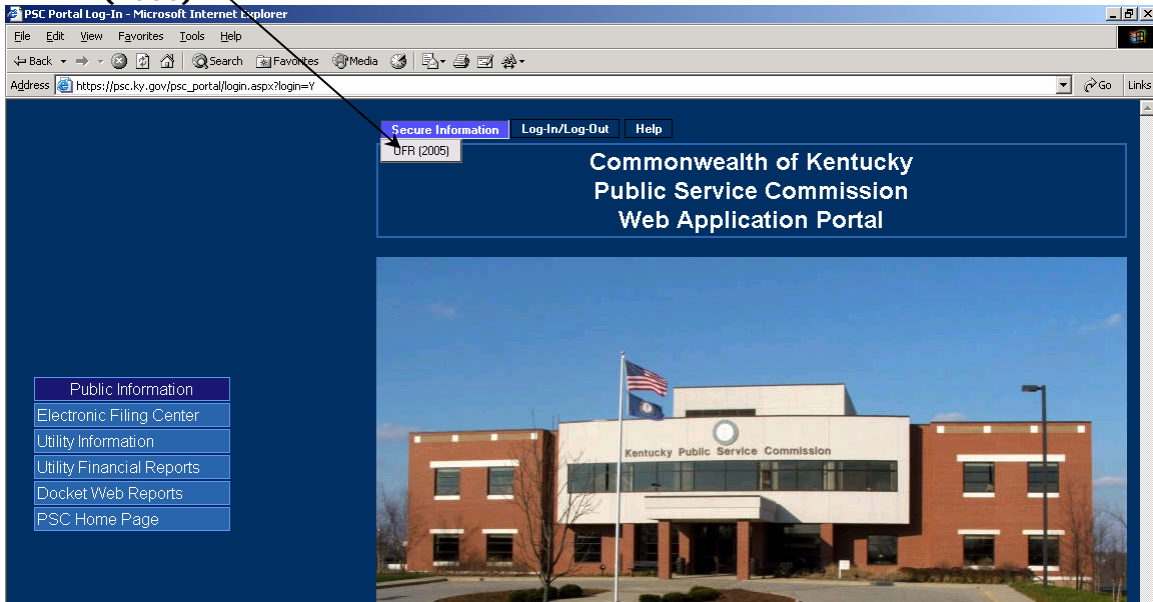 PSC Portal Log-In - Microsoft Internet Explorer
File Edit View Favorites Tools Help
Back Search Favorites Media
Address https://psc.ky.gov/psc_portal/login.aspx?login=Y Go Links
Secure Information Log-In/Log-Out Help
UFR (2005)
Commonwealth of Kentucky
Public Service Commission
Web Application Portal
Kentucky Public Service Commission
Public Information
Electronic Filing Center
Utility Information
Utility Financial Reports
Docket Web Reports
PSC Home Page